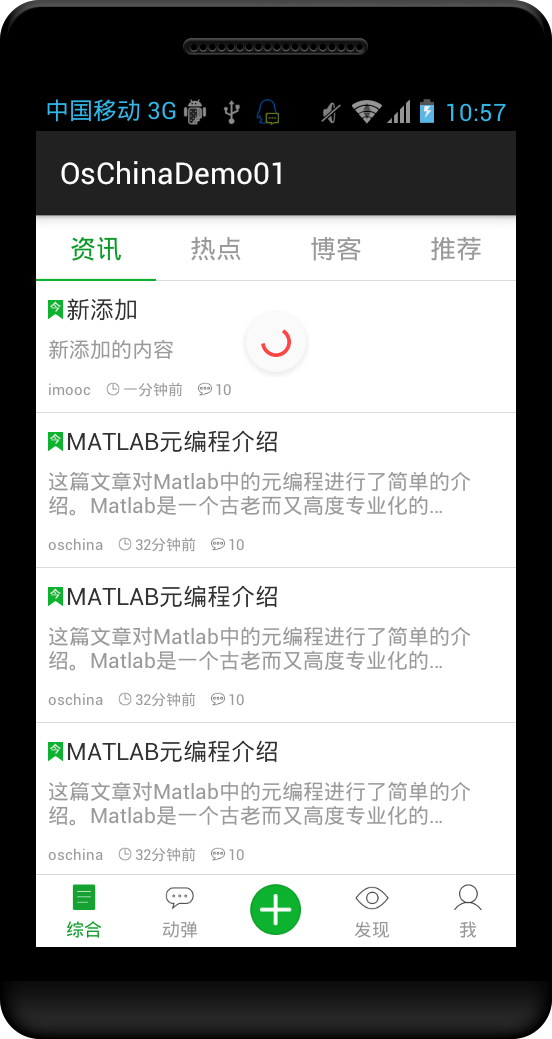 中国移动 3G 10:57
OsChinaDemo01
资讯 热点 博客 推荐
今 新添加
新添加的内容
imooc 一分钟前 10
今 MATLAB元编程介绍
这篇文章对Matlab中的元编程进行了简单的介
绍。Matlab是一个古老而又高度专业化的...
oschina 32分钟前 10
今 MATLAB元编程介绍
这篇文章对Matlab中的元编程进行了简单的介
绍。Matlab是一个古老而又高度专业化的...
oschina 32分钟前 10
今 MATLAB元编程介绍
这篇文章对Matlab中的元编程进行了简单的介
绍。Matlab是一个古老而又高度专业化的...
oschina 32分钟前 10
综合 动弹 发现 我